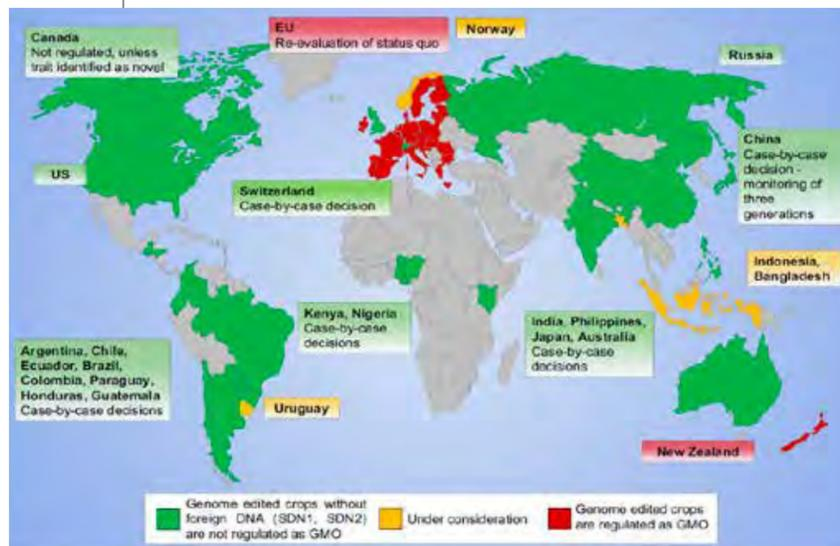 Canada
Not regulated, unless
trait identified as novel
EU
Re-evaluation of status quo
Norway
Russia
US
China
Case-by-case
decision -
monitoring of
three
generations
Switzerland
Case-by-case decision
Indonesia,
Bangladesh
Kenya, Nigeria
Case-by-case
decisions
India, Philippines,
Japan, Australia
Case-by-case
decisions
Argentina, Chile,
Ecuador, Brazil,
Colombia, Paraguay,
Honduras, Guatemala
Case-by-case decisions
Uruguay
New Zealand
Genome edited crops without
foreign DNA (SDN1, SDN2)
are not regulated as GMO
Under consideration
Genome edited crops
are regulated as GMO